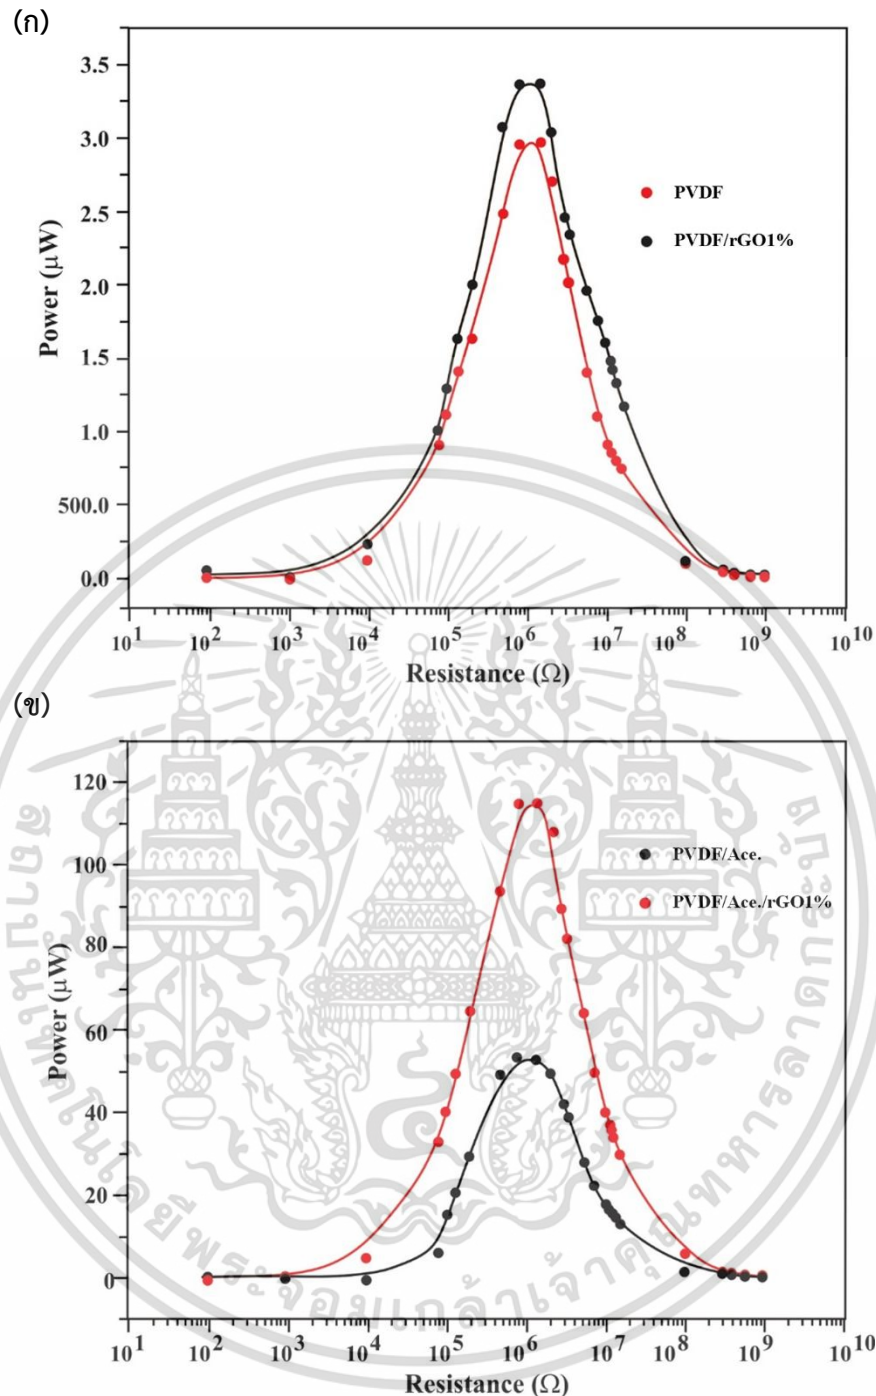 (ก)
3.5
3.0
2.5
2.0
1.5
1.0
500.0
0.0
Power (μW)
PVDF
PVDF/rGO1%
10¹ 10² 10³ 10⁴ 10⁵ 10⁶ 10⁷ 10⁸ 10⁹ 10¹⁰
Resistance (Ω)
(ข)
120
100
80
60
40
20
0
Power (μW)
PVDF/Ace.
PVDF/Ace./rGO1%
10¹ 10² 10³ 10⁴ 10⁵ 10⁶ 10⁷ 10⁸ 10⁹ 10¹⁰
Resistance (Ω)